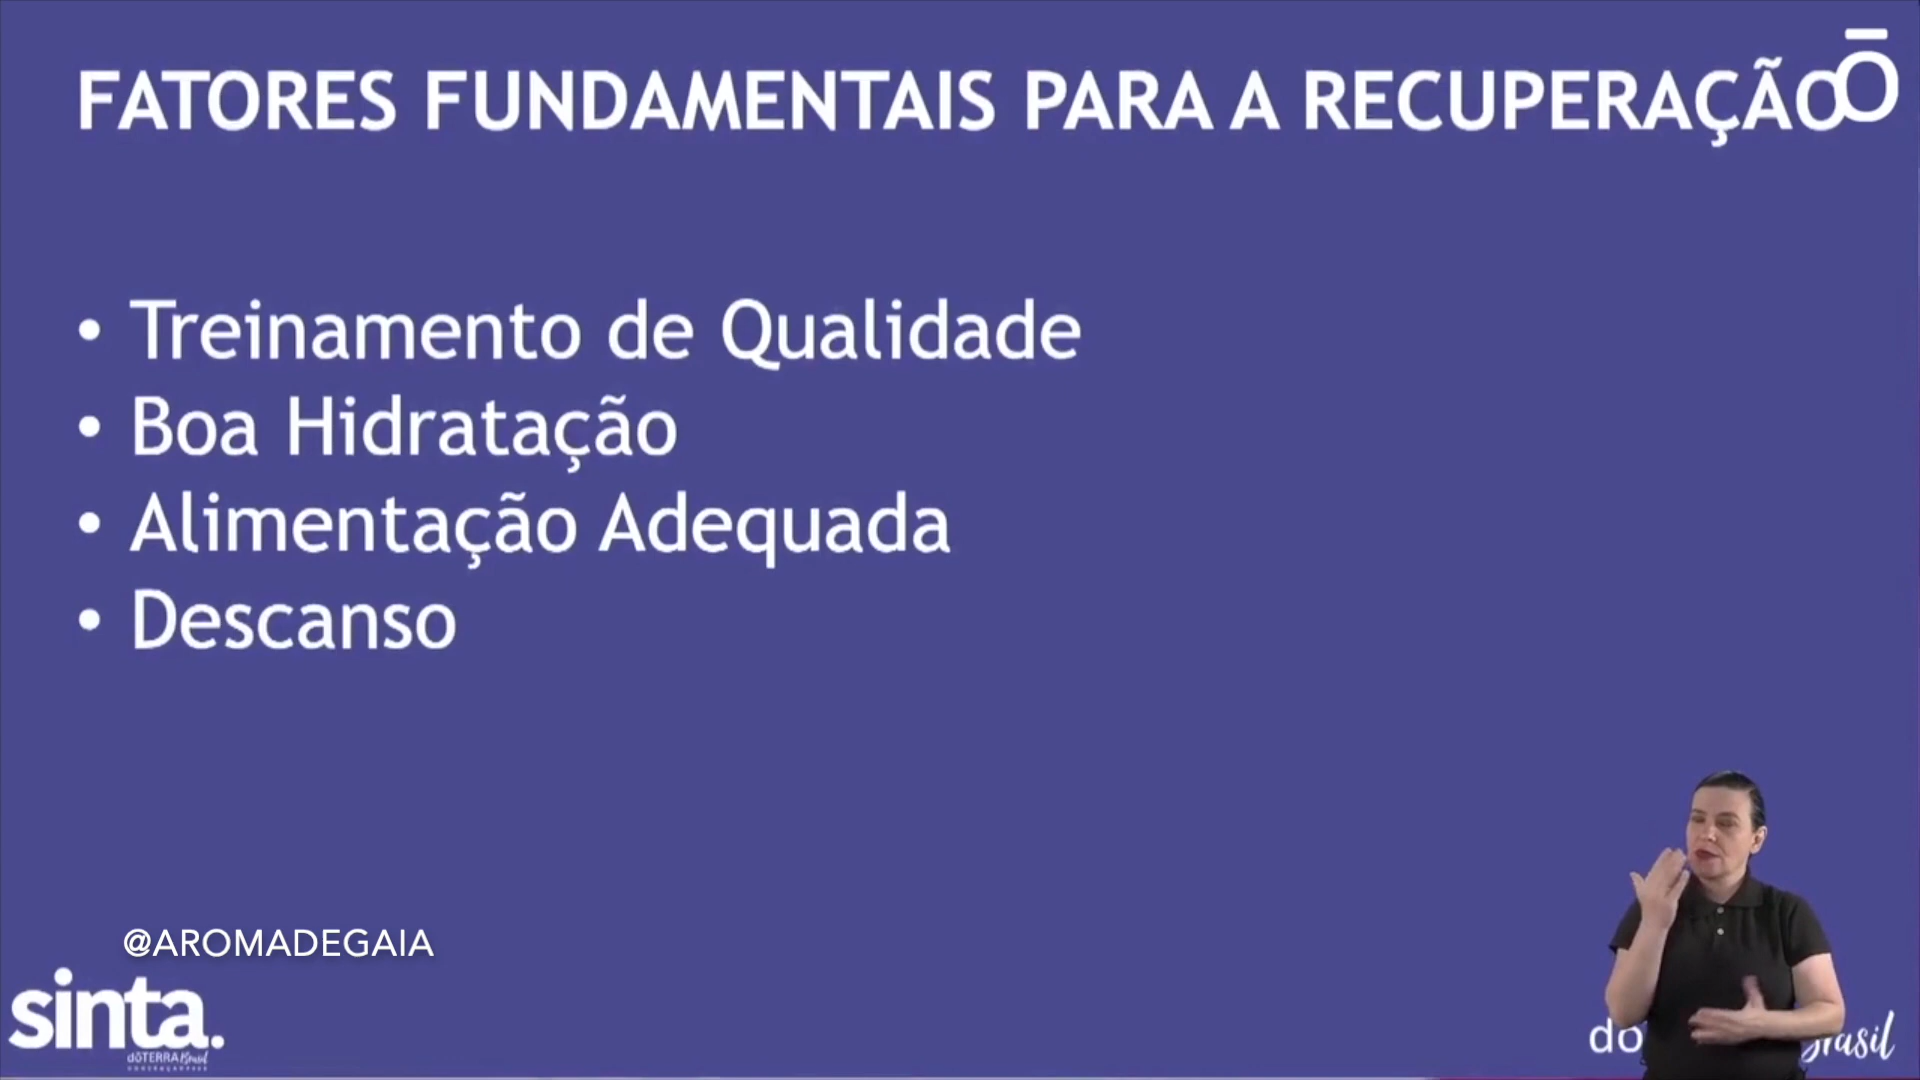 FATORES FUNDAMENTAIS PARA A RECUPERAÇÃO
• Treinamento de Qualidade
• Boa Hidratação
• Alimentação Adequada
• Descanso
@AROMADEGAIA
sinta.
dōTERRA Brasil